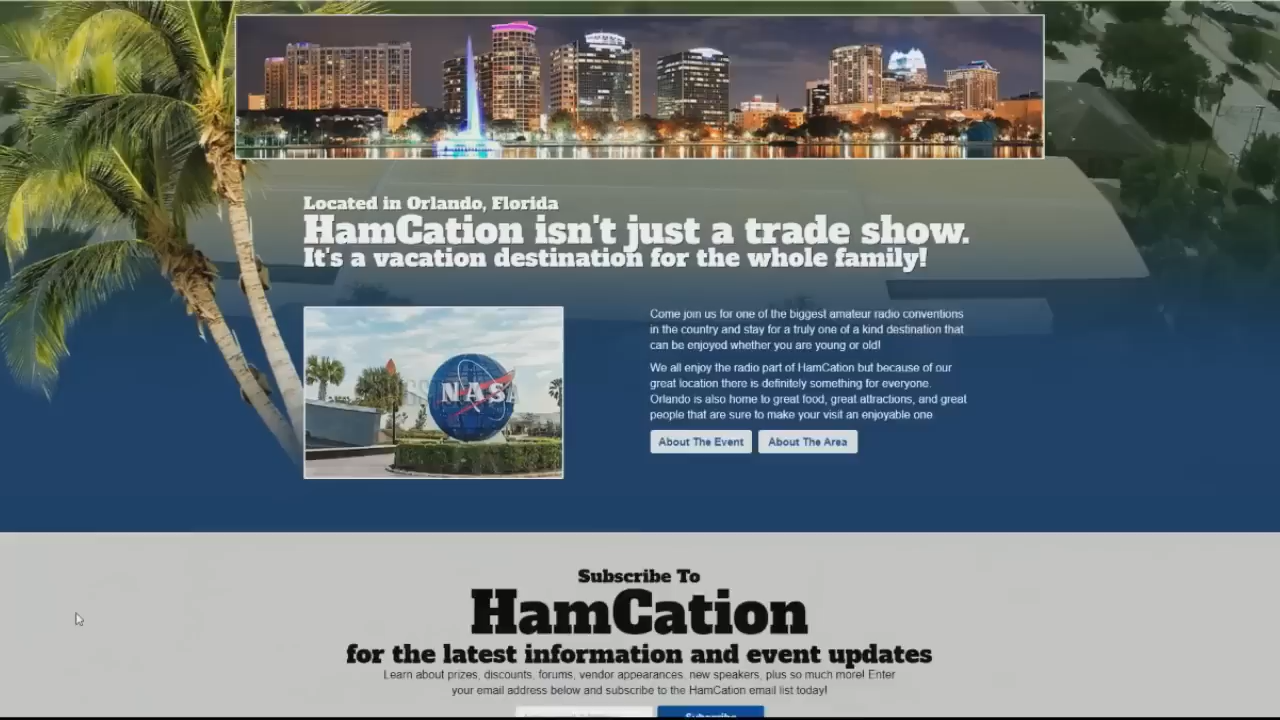 Located in Orlando, Florida
HamCation isn't just a trade show.
It's a vacation destination for the whole family!
NASA
Come join us for one of the biggest amateur radio conventions
in the country and stay for a truly one of a kind destination that
can be enjoyed whether you are young or old!
We all enjoy the radio part of HamCation but because of our
great location there is definitely something for everyone.
Orlando is also home to great food, great attractions, and great
people that are sure to make your visit an enjoyable one.
About The Event
About The Area
Subscribe To
HamCation
for the latest information and event updates
Learn about prizes, discounts, forums, vendor appearances, new speakers, plus so much more! Enter
your email address below and subscribe to the HamCation email list today!
Subscribe